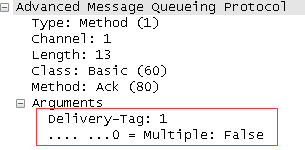 Advanced Message Queueing Protocol
Type: Method (1)
Channel: 1
Length: 13
Class: Basic (60)
Method: Ack (80)
Arguments
Delivery-Tag: 1
.... ...0 = Multiple: False